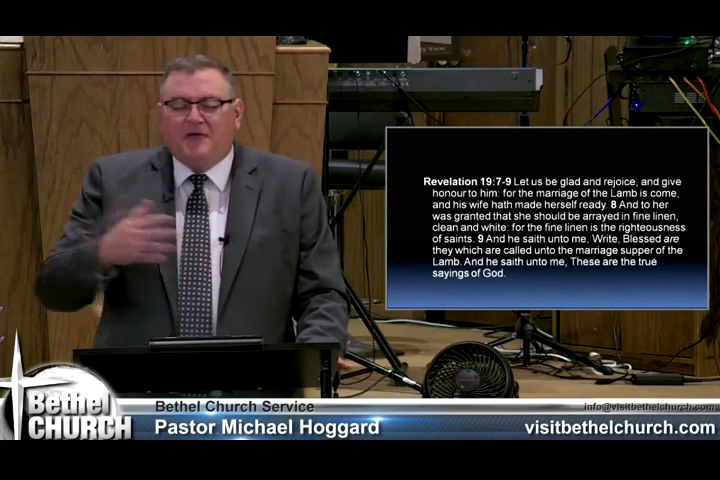 Revelation 19:7-9 Let us be glad and rejoice, and give
honour to him: for the marriage of the Lamb is come,
and his wife hath made herself ready. 8 And to her
was granted that she should be arrayed in fine linen,
clean and white: for the fine linen is the righteousness
of saints. 9 And he saith unto me, Write, Blessed are
they which are called unto the marriage supper of the
Lamb. And he saith unto me, These are the true
sayings of God.
Bethel
CHURCH
Bethel Church Service
info@visitbethelchurch.com
Pastor Michael Hoggard
visitbethelchurch.com